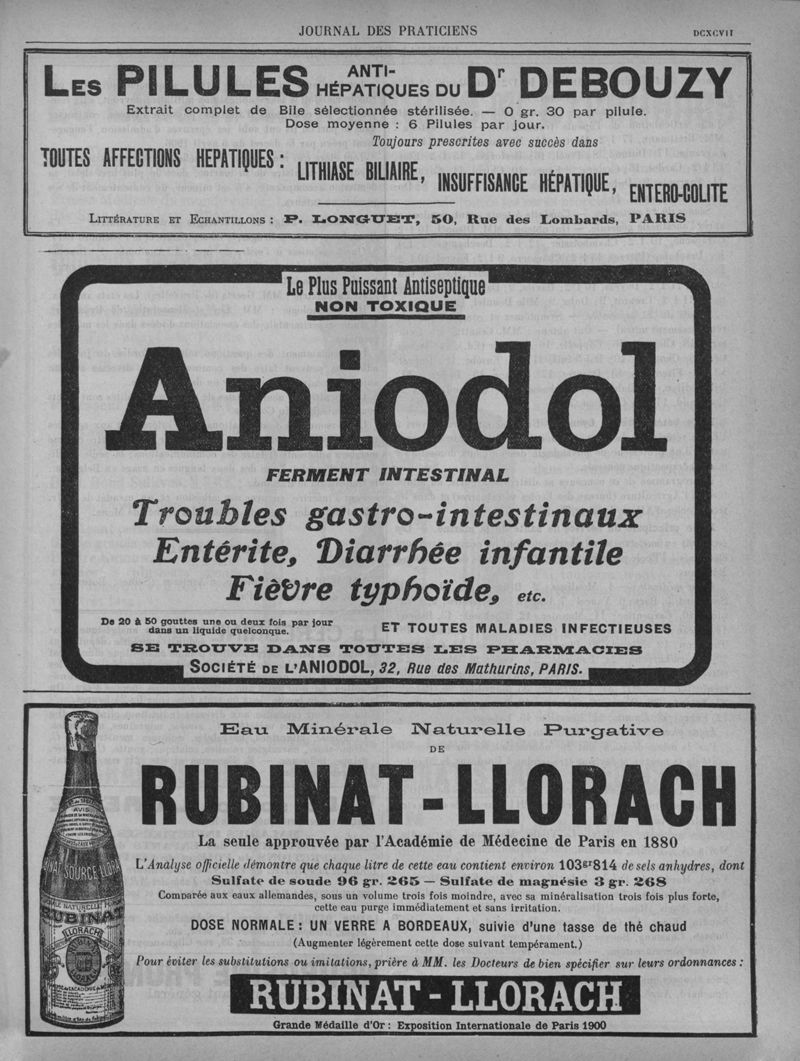 JOURNAL DES PRATICIENS
DCXCVII
LES PILULES ANTI-HÉPATIQUES DU Dr DEBOUZY
Extrait complet de Bile sélectionnée stérilisée. — O gr. 30 par pilule.
Dose moyenne : 6 Pilules par jour.
Toujours prescrites avec succès dans
TOUTES AFFECTIONS HEPATIQUES : LITHIASE BILIAIRE, INSUFFISANCE HÉPATIQUE, ENTERO-COLITE
LITTÉRATURE ET ECHANTILLONS : P. LONGUET, 50, Rue des Lombards, PARIS
Le Plus Puissant Antiseptique
NON TOXIQUE
Aniodol
FERMENT INTESTINAL
Troubles gastro-intestinaux
Entérite, Diarrhée infantile
Fièvre typhoïde, etc.
De 20 à 50 gouttes une ou deux fois par jour
dans un liquide quelconque.
ET TOUTES MALADIES INFECTIEUSES
SE TROUVE DANS TOUTES LES PHARMACIES
SOCIÉTÉ DE L'ANIODOL, 32, Rue des Mathurins, PARIS.
Eau Minérale Naturelle Purgative
DE
RUBINAT-LLORACH
La seule approuvée par l'Académie de Médecine de Paris en 1880
L'Analyse officielle démontre que chaque litre de cette eau contient environ 103gr814 de sels anhydres, dont
Sulfate de soude 96 gr. 265 — Sulfate de magnésie 3 gr. 268
Comparée aux eaux allemandes, sous un volume trois fois moindre, avec sa minéralisation trois fois plus forte,
cette eau purge immédiatement et sans irritation.
DOSE NORMALE : UN VERRE A BORDEAUX, suivie d'une tasse de thé chaud
(Augmenter légèrement cette dose suivant tempérament.)
Pour éviter les substitutions ou imitations, prière à MM. les Docteurs de bien spécifier sur leurs ordonnances :
RUBINAT-LLORACH
Grande Médaille d'Or : Exposition Internationale de Paris 1900
AVIS
SOURCE LLORACH
RUBINAT
LLORACH